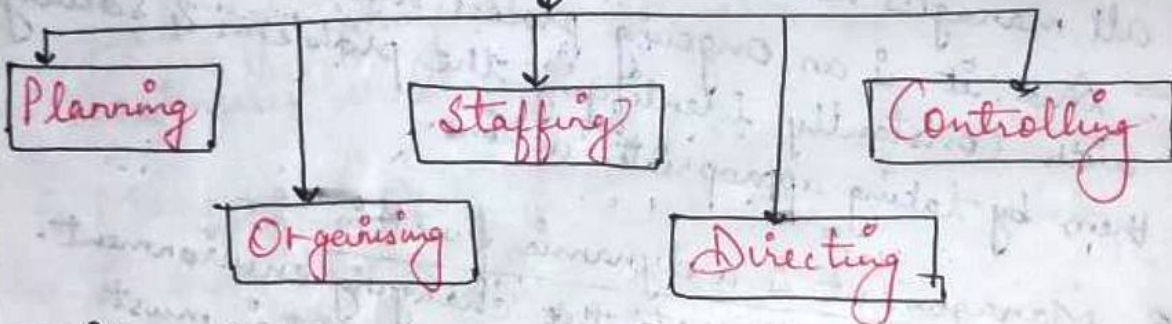 Planning
Staffing
Controlling
Organising
Directing